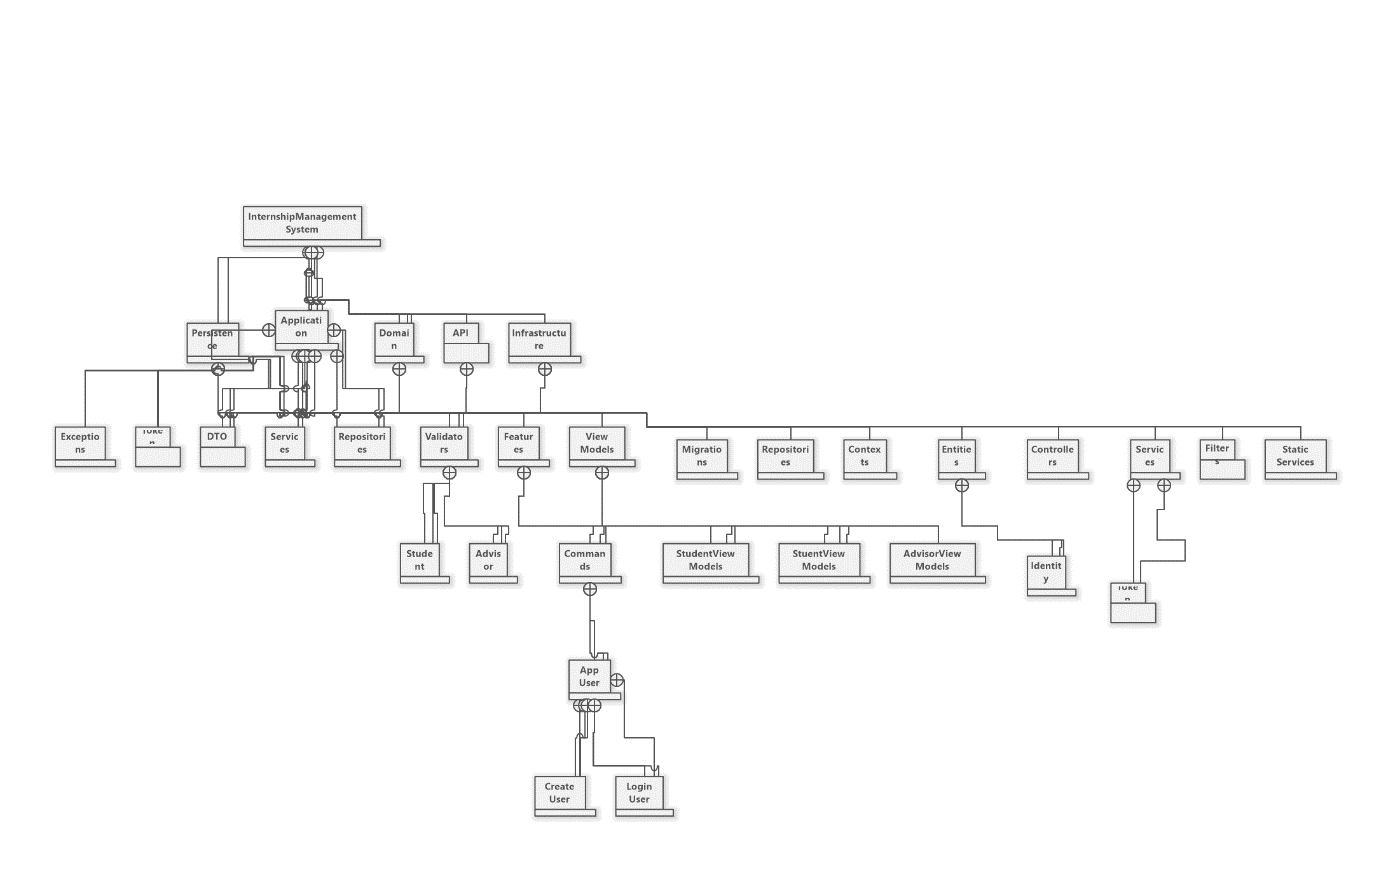 InternshipManagement
System
Applicati
on
Persisten
ce
Domai
n
API
Infrastructu
re
Exceptio
ns
Token
DTO
Servic
es
Repositori
es
Validato
rs
Featur
es
View
Models
Migratio
ns
Repositori
es
Contex
ts
Entitie
s
Controlle
rs
Servic
es
Filter
s
Static
Services
Stude
nt
Advis
or
Comman
ds
StudentView
Models
StuentView
Models
AdvisorView
Models
Identit
y
Token
App
User
Create
User
Login
User